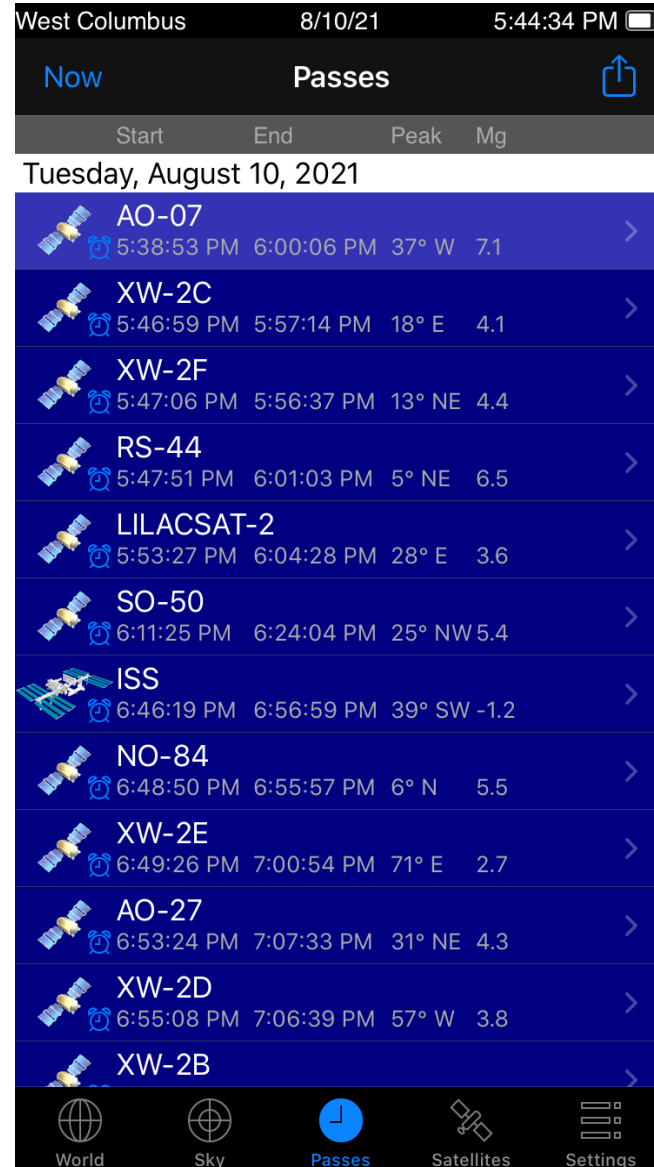 West Columbus 8/10/21 5:44:34 PM
Now Passes
Start End Peak Mg
Tuesday, August 10, 2021
AO-07
5:38:53 PM 6:00:06 PM 37° W 7.1
XW-2C
5:46:59 PM 5:57:14 PM 18° E 4.1
XW-2F
5:47:06 PM 5:56:37 PM 13° NE 4.4
RS-44
5:47:51 PM 6:01:03 PM 5° NE 6.5
LILACSAT-2
5:53:27 PM 6:04:28 PM 28° E 3.6
SO-50
6:11:25 PM 6:24:04 PM 25° NW 5.4
ISS
6:46:19 PM 6:56:59 PM 39° SW -1.2
NO-84
6:48:50 PM 6:55:57 PM 6° N 5.5
XW-2E
6:49:26 PM 7:00:54 PM 71° E 2.7
AO-27
6:53:24 PM 7:07:33 PM 31° NE 4.3
XW-2D
6:55:08 PM 7:06:39 PM 57° W 3.8
XW-2B
World Sky Passes Satellites Settings